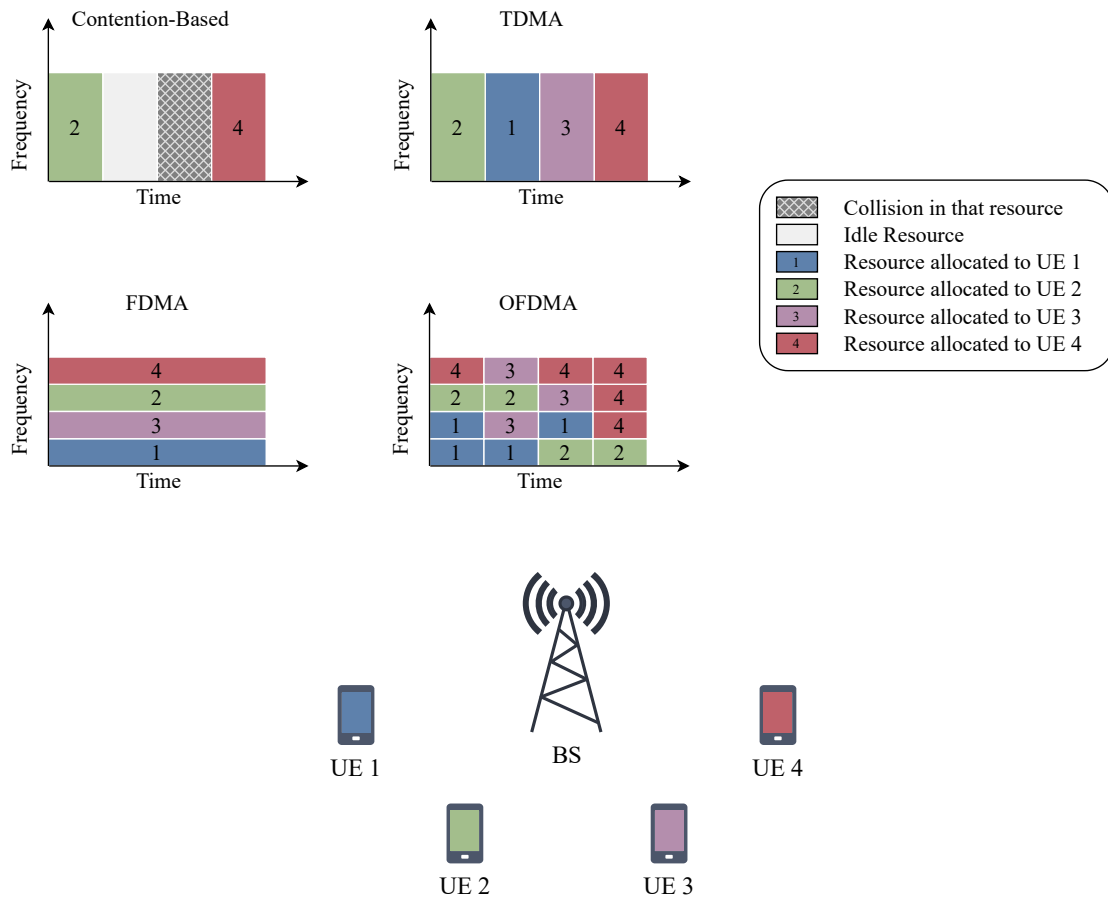 Contention-Based
Frequency
2
4
Time
TDMA
Frequency
2 1 3 4
Time
Collision in that resource
Idle Resource
1 Resource allocated to UE 1
2 Resource allocated to UE 2
3 Resource allocated to UE 3
4 Resource allocated to UE 4
FDMA
Frequency
4
2
3
1
Time
OFDMA
Frequency
4 3 4 4
2 2 3 4
1 3 1 4
1 1 2 2
Time
BS
UE 1
UE 4
UE 2
UE 3